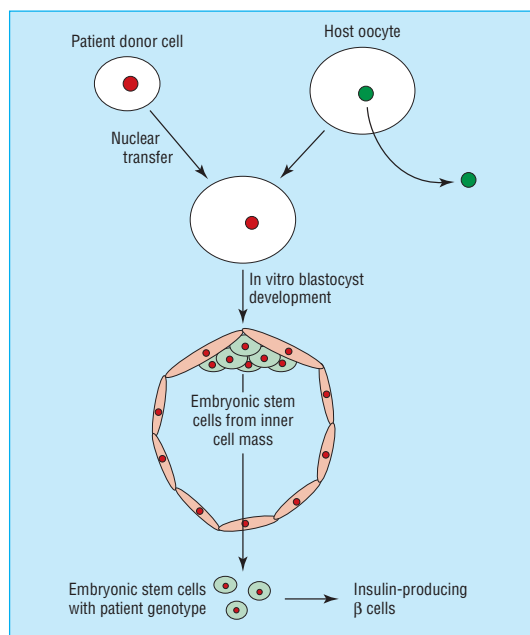 Patient donor cell
Host oocyte
Nuclear
transfer
In vitro blastocyst
development
Embryonic stem
cells from inner
cell mass
Embryonic stem cells
with patient genotype
Insulin-producing
β cells